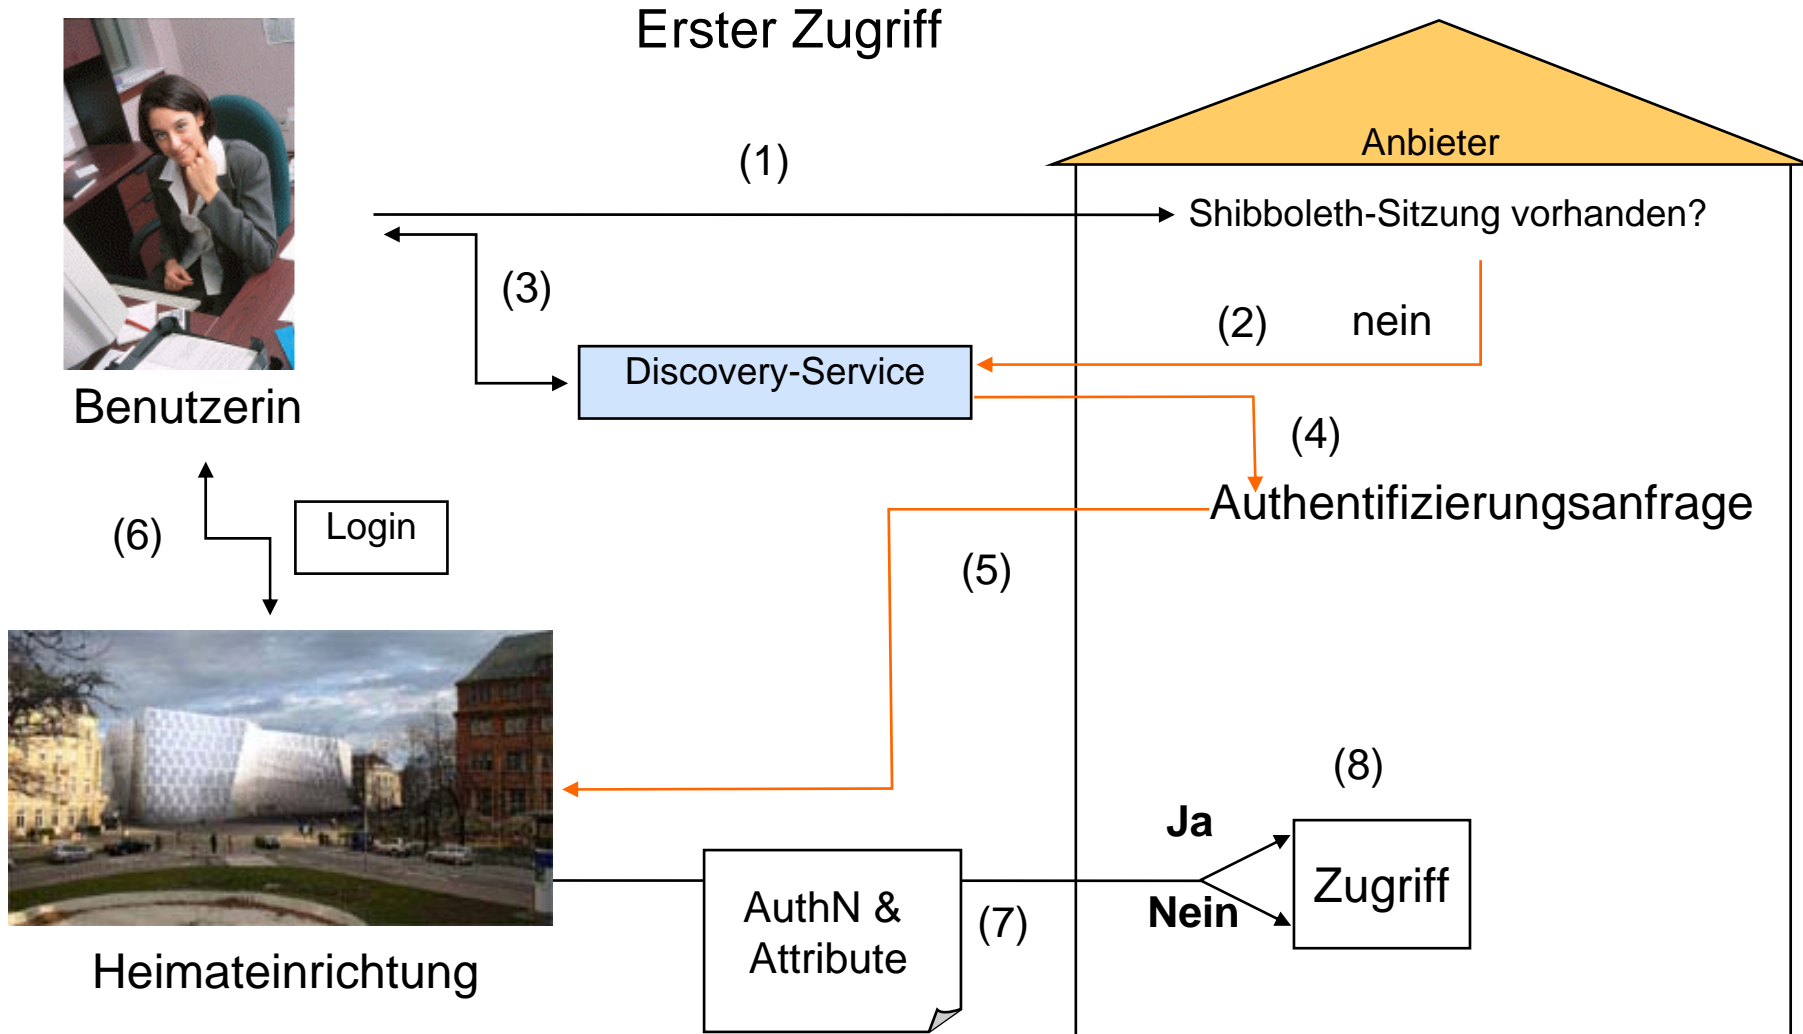 Erster Zugriff
Anbieter
(1)
Shibboleth-Sitzung vorhanden?
(3)
(2)
nein
Discovery-Service
Benutzerin
(4)
Authentifizierungsanfrage
Login
(6)
(5)
(8)
Ja
Zugriff
Nein
AuthN &
Attribute
(7)
Heimateinrichtung